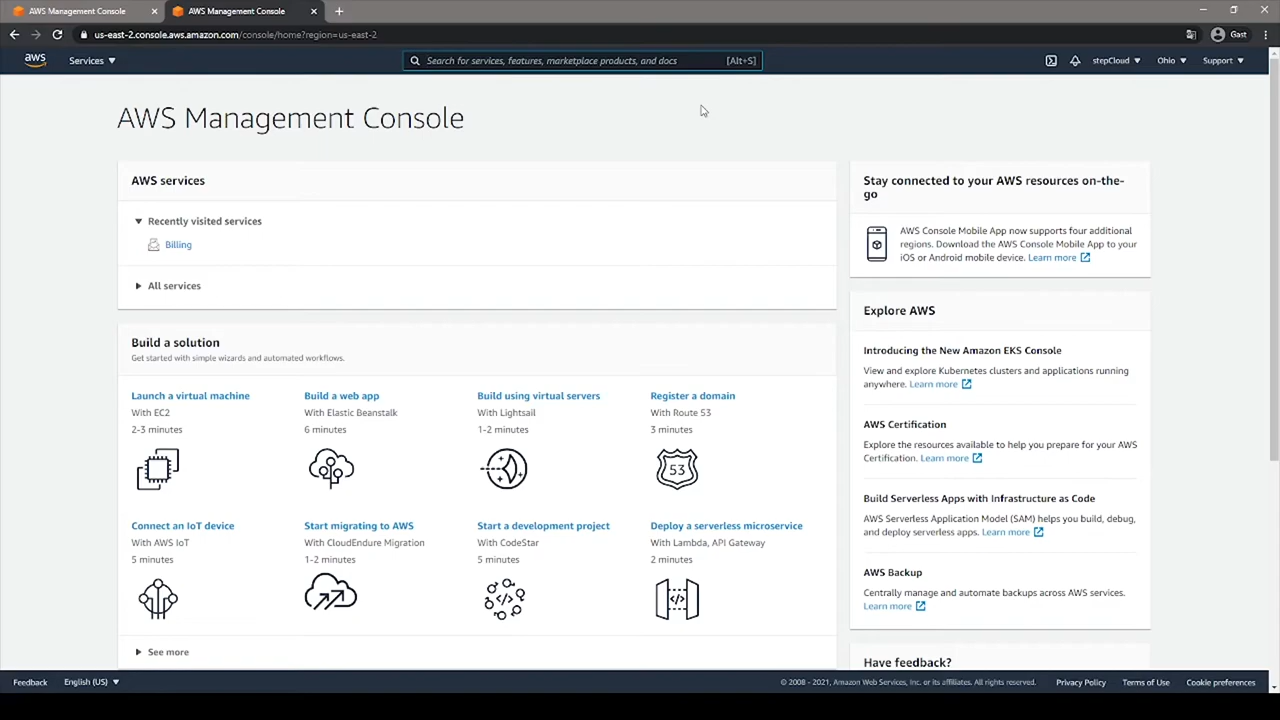 AWS Management Console
AWS Management Console
us-east-2.console.aws.amazon.com/console/home?region=us-east-2
Gast
aws
Services
Search for services, features, marketplace products, and docs
[Alt+S]
stepCloud
Ohio
Support
AWS Management Console
AWS services
Recently visited services
Billing
All services
Build a solution
Get started with simple wizards and automated workflows.
Launch a virtual machine
With EC2
2-3 minutes
Build a web app
With Elastic Beanstalk
6 minutes
Build using virtual servers
With Lightsail
1-2 minutes
Register a domain
With Route 53
3 minutes
53
Connect an IoT device
With AWS IoT
5 minutes
Start migrating to AWS
With CloudEndure Migration
1-2 minutes
Start a development project
With CodeStar
5 minutes
Deploy a serverless microservice
With Lambda, API Gateway
2 minutes
</>
</>
See more
Stay connected to your AWS resources on-the-
go
AWS Console Mobile App now supports four additional
regions. Download the AWS Console Mobile App to your
iOS or Android mobile device. Learn more
Explore AWS
Introducing the New Amazon EKS Console
View and explore Kubernetes clusters and applications running
anywhere. Learn more
AWS Certification
Explore the resources available to help you prepare for your AWS
Certification. Learn more
Build Serverless Apps with Infrastructure as Code
AWS Serverless Application Model (SAM) helps you build, debug,
and deploy serverless apps. Learn more
AWS Backup
Centrally manage and automate backups across AWS services.
Learn more
Have feedback?
Feedback
English (US)
© 2008 - 2021, Amazon Web Services, Inc. or its affiliates. All rights reserved.
Privacy Policy
Terms of Use
Cookie preferences